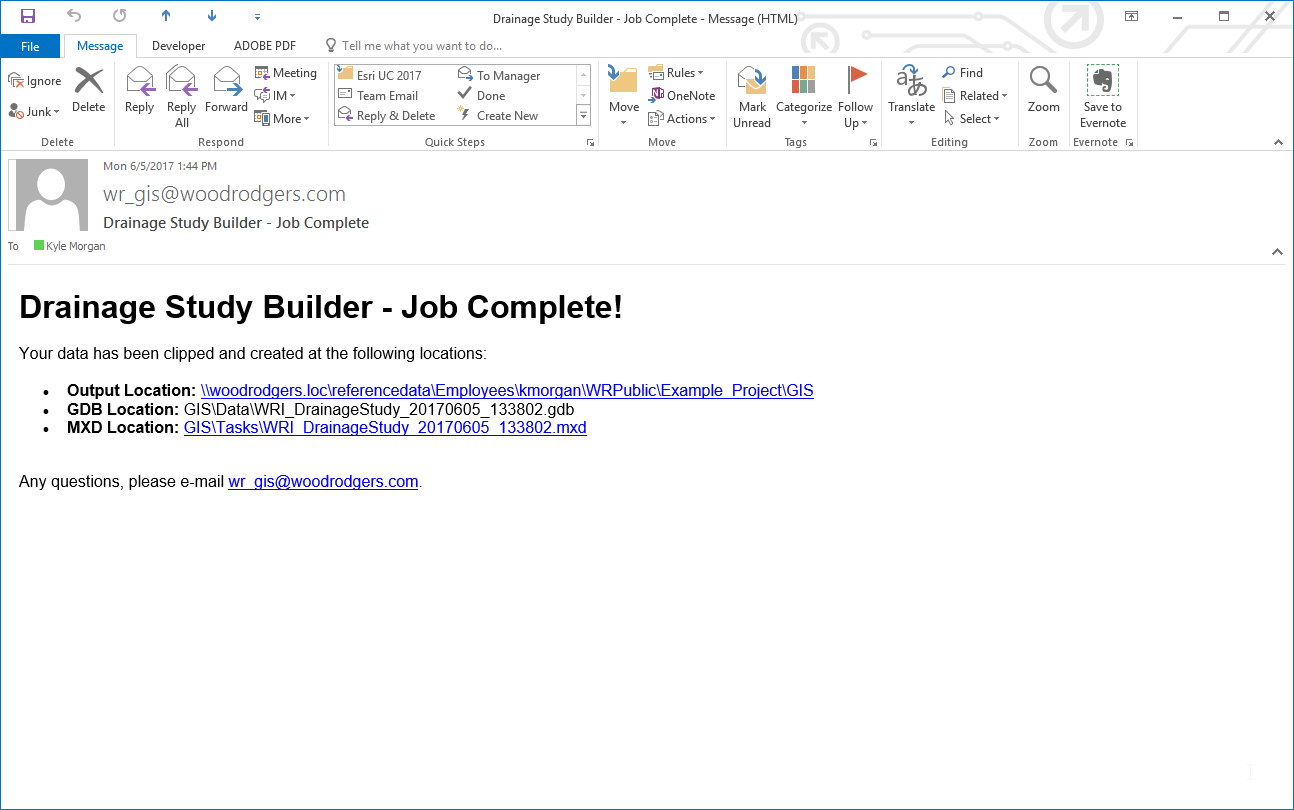 Drainage Study Builder - Job Complete - Message (HTML)
File Message Developer ADOBE PDF Tell me what you want to do...
Ignore
Junk
Delete
Reply
Reply All
Forward
Meeting
IM
More
Esri UC 2017
Team Email
Reply & Delete
To Manager
Done
Create New
Move
Rules
OneNote
Actions
Mark Unread
Categorize
Follow Up
Translate
Find
Related
Select
Zoom
Save to Evernote
Delete Respond Quick Steps Move Tags Editing Zoom Evernote
Mon 6/5/2017 1:44 PM
wr_gis@woodrodgers.com
Drainage Study Builder - Job Complete
To Kyle Morgan
Drainage Study Builder - Job Complete!
Your data has been clipped and created at the following locations:
• Output Location: \\woodrodgers.loc\referencedata\Employees\kmorgan\WRPublic\Example_Project\GIS
• GDB Location: GIS\Data\WRI_DrainageStudy_20170605_133802.gdb
• MXD Location: GIS\Tasks\WRI_DrainageStudy_20170605_133802.mxd
Any questions, please e-mail wr_gis@woodrodgers.com.